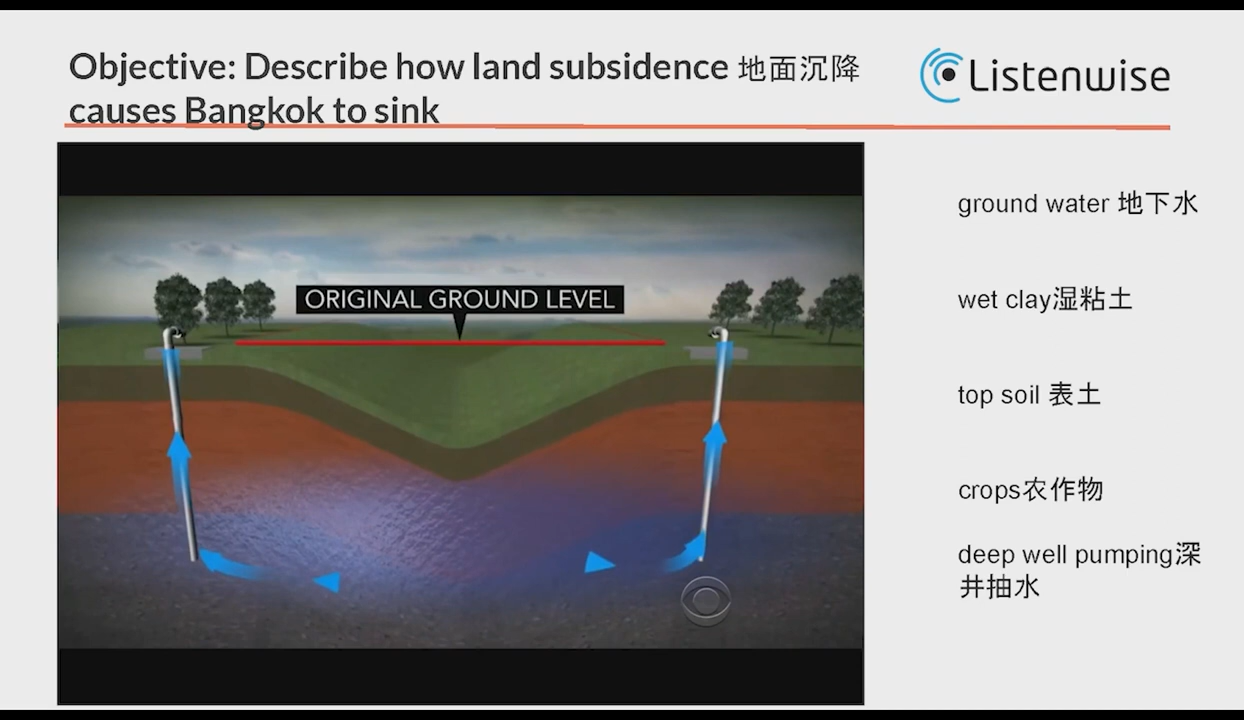 Objective: Describe how land subsidence 地面沉降
causes Bangkok to sink
Listenwise
ORIGINAL GROUND LEVEL
ground water 地下水
wet clay湿粘土
top soil 表土
crops农作物
deep well pumping深
井抽水